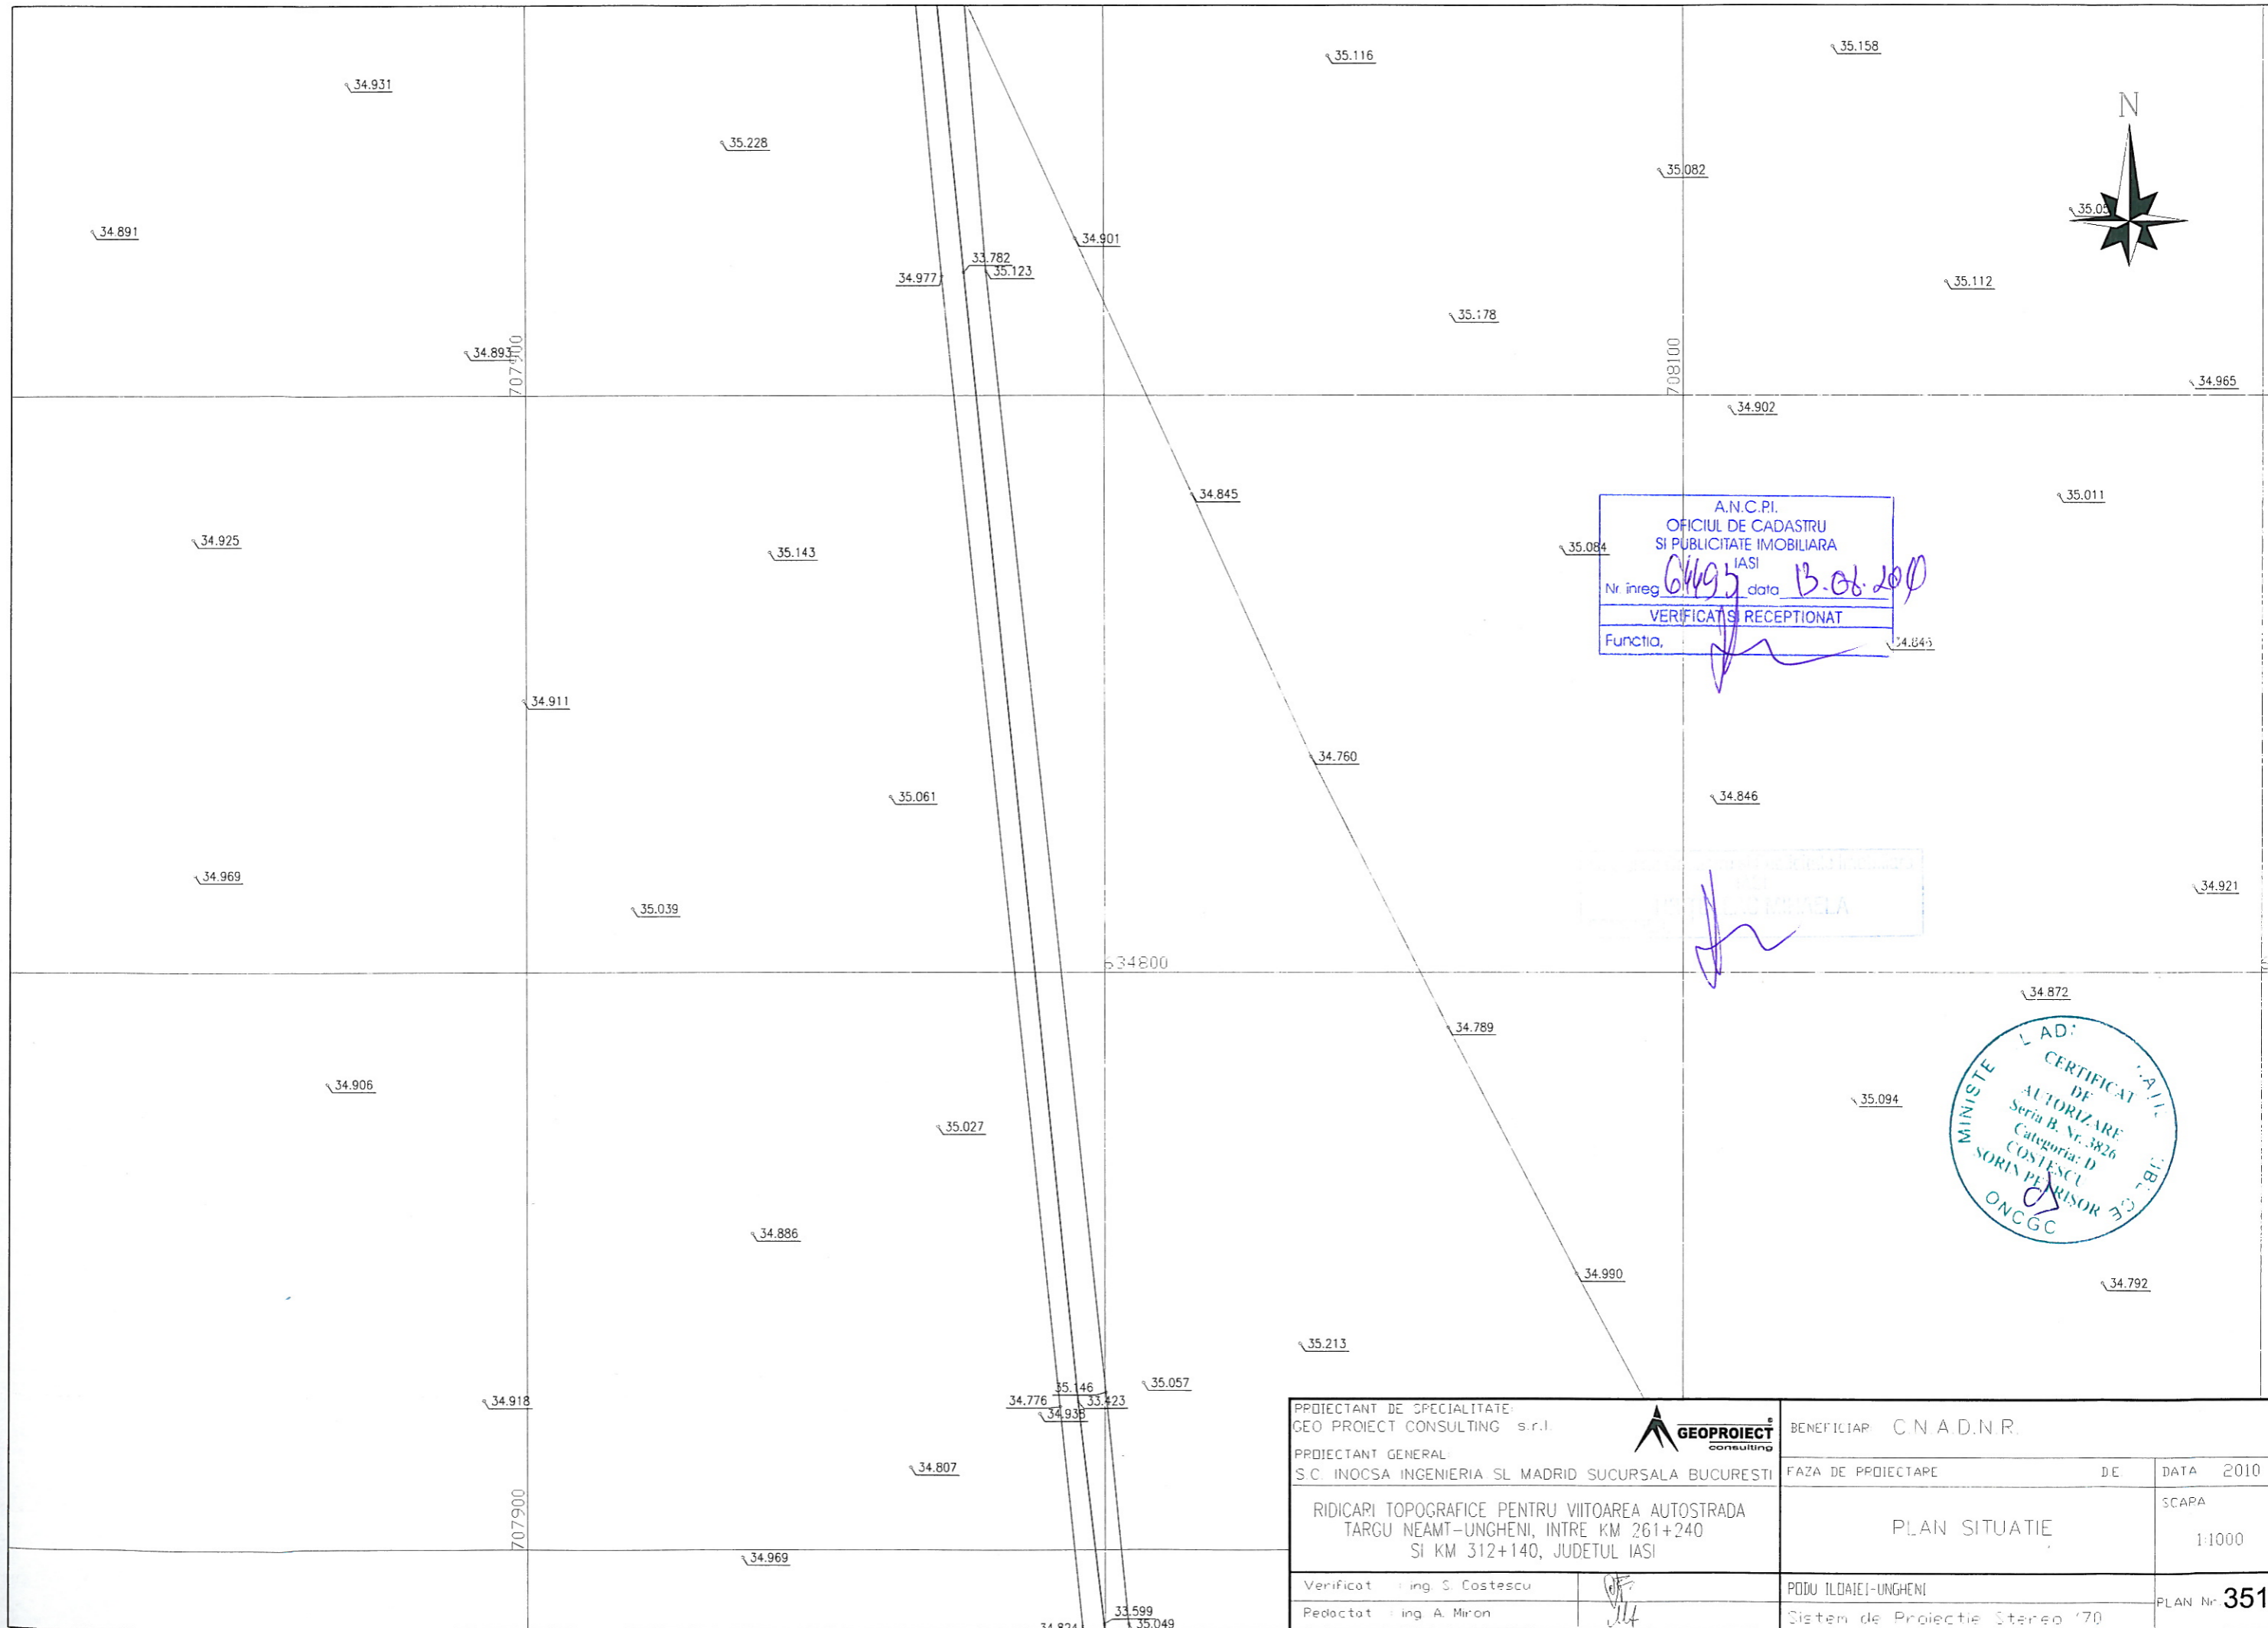 35.116
35.158
34.931
N
35.228
35.082
34.891
34.901
33.782
35.123
34.977
35.112
35.178
34.893
707900
708100
34.965
34.902
34.845
35.011
A.N.C.P.I.
OFICIUL DE CADASTRU
SI PUBLICITATE IMOBILIARA
IASI
Nr. inreg data
VERIFICAT SI RECEPTIONAT
Functia,
34.925
35.143
35.084
34.911
34.760
35.061
34.846
34.969
35.039
34.921
634800
34.872
34.789
34.906
35.094
35.027
MINISTE
CERTIFICAT
DE
AUTORIZARE
Seria B. Nr. 3826
Categoria: D
COSTESCU
SORIN PETRISOR
ONCGC
34.886
34.990
34.792
35.213
35.057
35.146
34.776
33.423
34.935
34.918
34.807
707900
34.969
33.599
35.049
34.824
PROIECTANT DE SPECIALITATE:
GEO PROIECT CONSULTING s.r.l.
GEOPROIECT
consulting
PROIECTANT GENERAL:
S.C. INOCSA INGENIERIA SL MADRID SUCURSALA BUCURESTI
BENEFICIAR C.N.A.D.N.R.
FAZA DE PROIECTARE DE
DATA 2010
RIDICARI TOPOGRAFICE PENTRU VIITOAREA AUTOSTRADA
TARGU NEAMT-UNGHENI, INTRE KM 261+240
SI KM 312+140, JUDETUL IASI
PLAN SITUATIE
SCARA
1:1000
Verificat ing. S. Costescu
Redactat ing. A. Miron
PODU ILOAIEI-UNGHENI
Sistem de Proiectie Stereo '70
PLAN Nr. 351